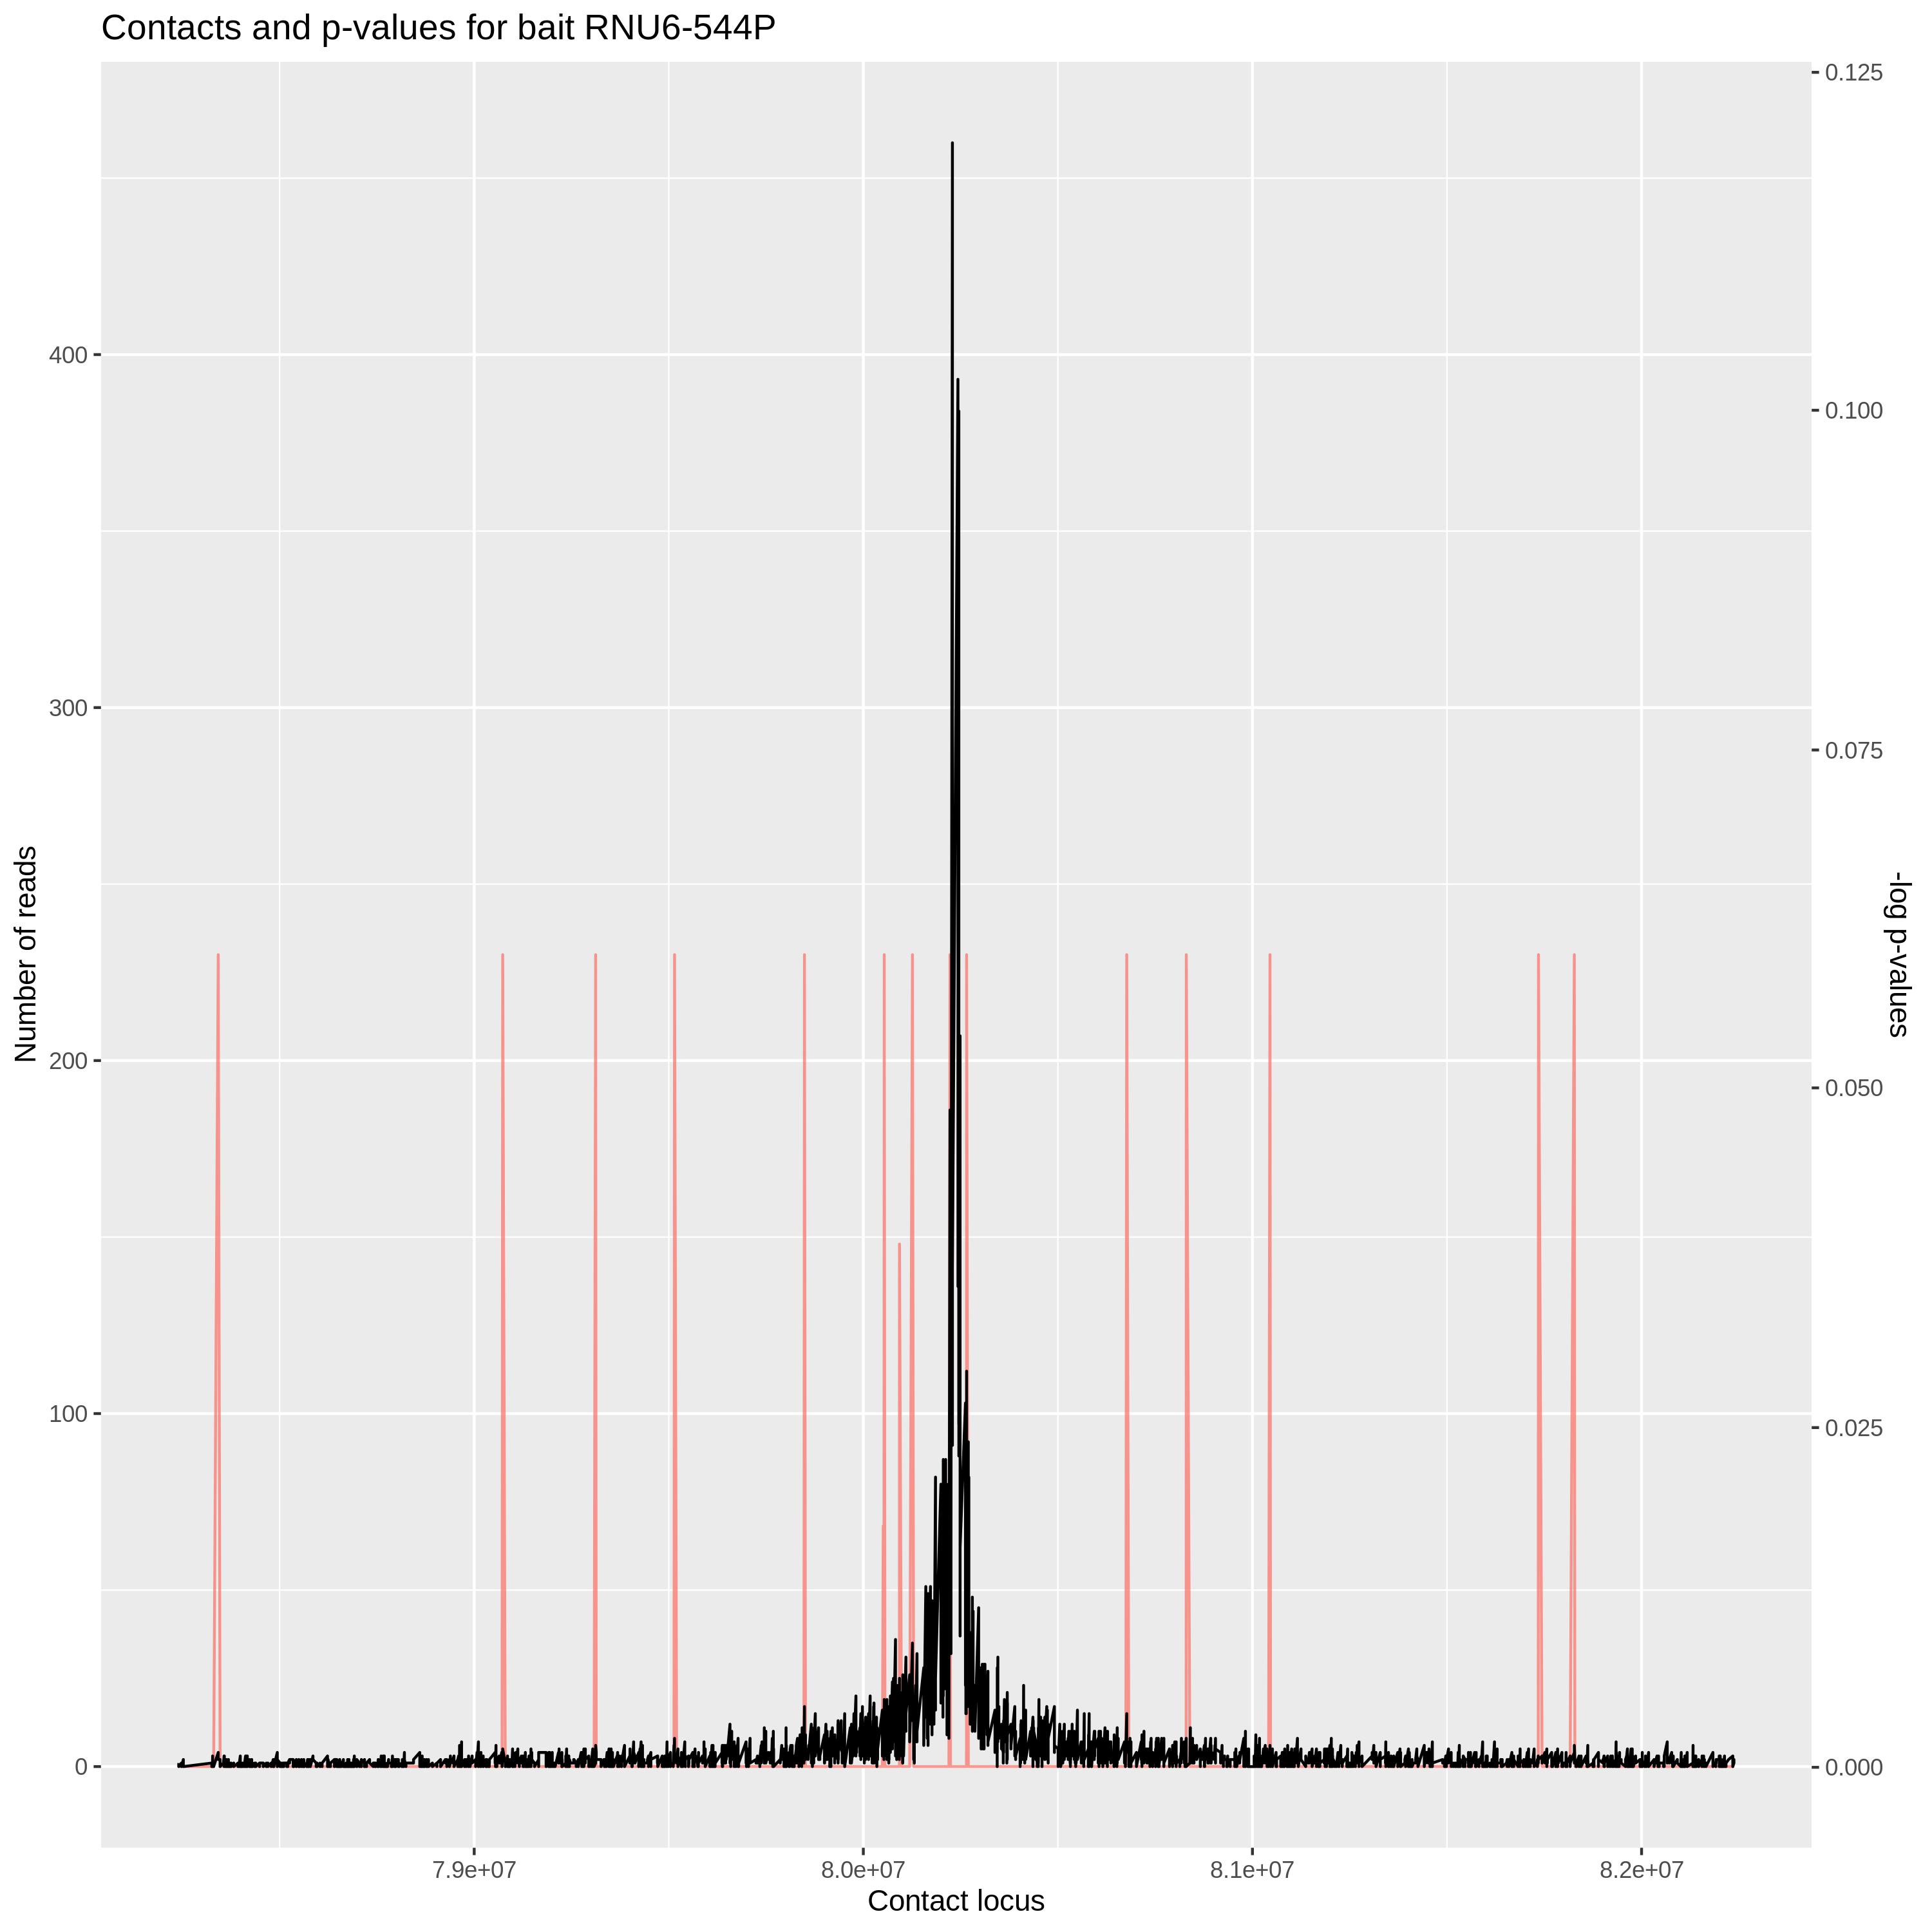 Contacts and p-values for bait RNU6-544P
Number of reads
400
300
200
100
0
0.125
0.100
0.075
0.050
0.025
0.000
-log p-values
7.9e+07
8.0e+07
8.1e+07
8.2e+07
Contact locus